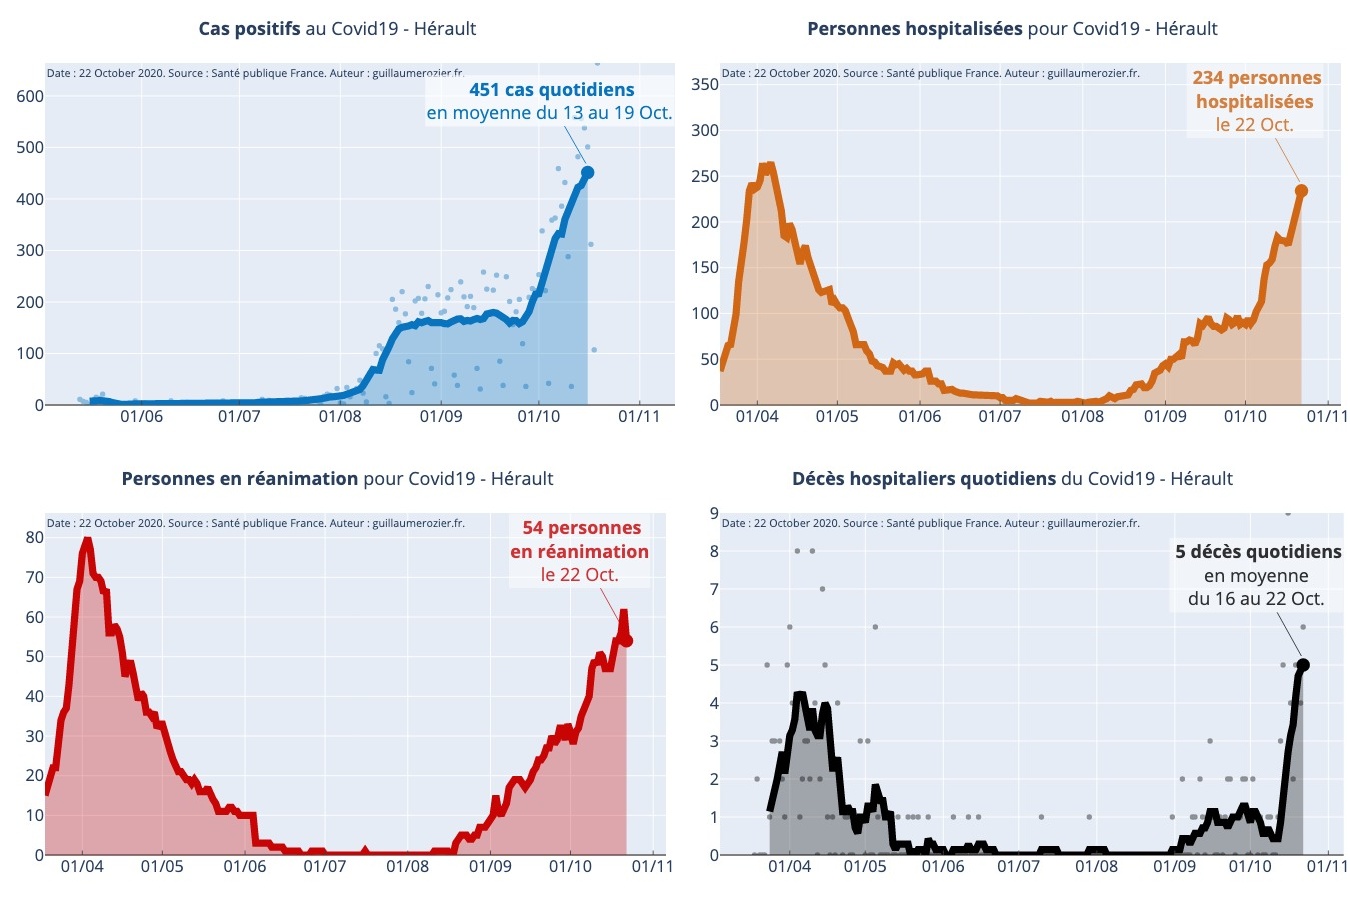 Cas positifs au Covid19 - Hérault
Date : 22 October 2020. Source : Santé publique France. Auteur : guillaumerozier.fr.
451 cas quotidiens
en moyenne du 13 au 19 Oct.
600
500
400
300
200
100
0
01/06 01/07 01/08 01/09 01/10 01/11
Personnes hospitalisées pour Covid19 - Hérault
Date : 22 October 2020. Source : Santé publique France. Auteur : guillaumerozier.fr.
234 personnes
hospitalisées
le 22 Oct.
350
300
250
200
150
100
50
0
01/04 01/05 01/06 01/07 01/08 01/09 01/10 01/11
Personnes en réanimation pour Covid19 - Hérault
Date : 22 October 2020. Source : Santé publique France. Auteur : guillaumerozier.fr.
54 personnes
en réanimation
le 22 Oct.
80
70
60
50
40
30
20
10
0
01/04 01/05 01/06 01/07 01/08 01/09 01/10 01/11
Décès hospitaliers quotidiens du Covid19 - Hérault
Date : 22 October 2020. Source : Santé publique France. Auteur : guillaumerozier.fr.
5 décès quotidiens
en moyenne
du 16 au 22 Oct.
9
8
7
6
5
4
3
2
1
0
01/04 01/05 01/06 01/07 01/08 01/09 01/10 01/11